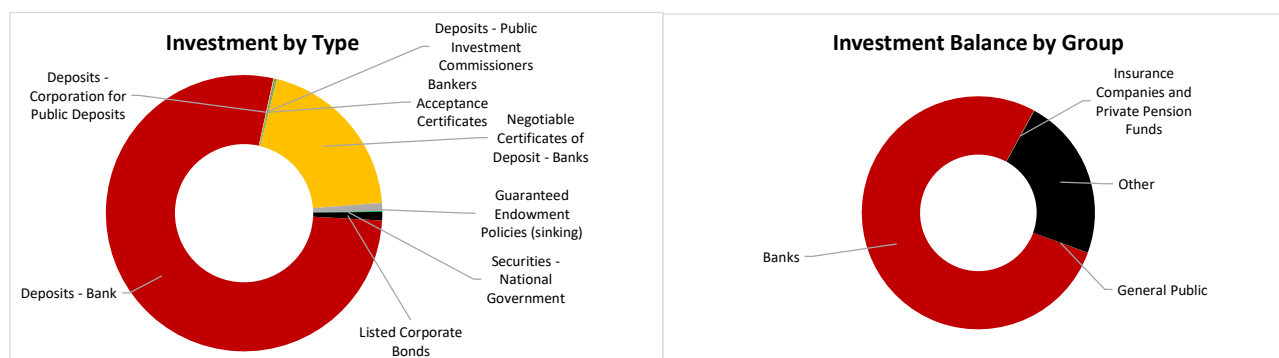 Investment by Type
Deposits - Public
Investment
Commissioners
Bankers
Acceptance
Certificates
Deposits -
Corporation for
Public Deposits
Negotiable
Certificates of
Deposit - Banks
Guaranteed
Endowment
Policies (sinking)
Securities -
National
Government
Deposits - Bank
Listed Corporate
Bonds
Investment Balance by Group
Insurance
Companies and
Private Pension
Funds
Other
Banks
General Public